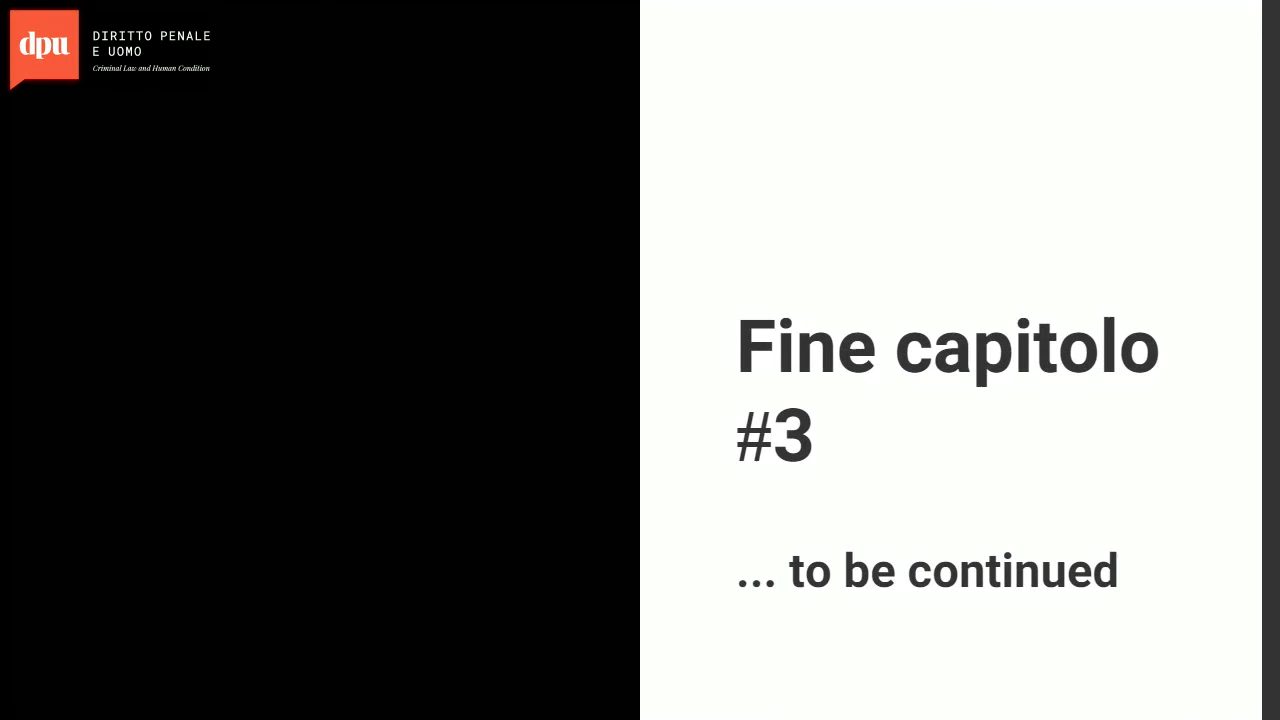 dpu
DIRITTO PENALE
E UOMO
Criminal Law and Human Condition
Fine capitolo
#3
... to be continued